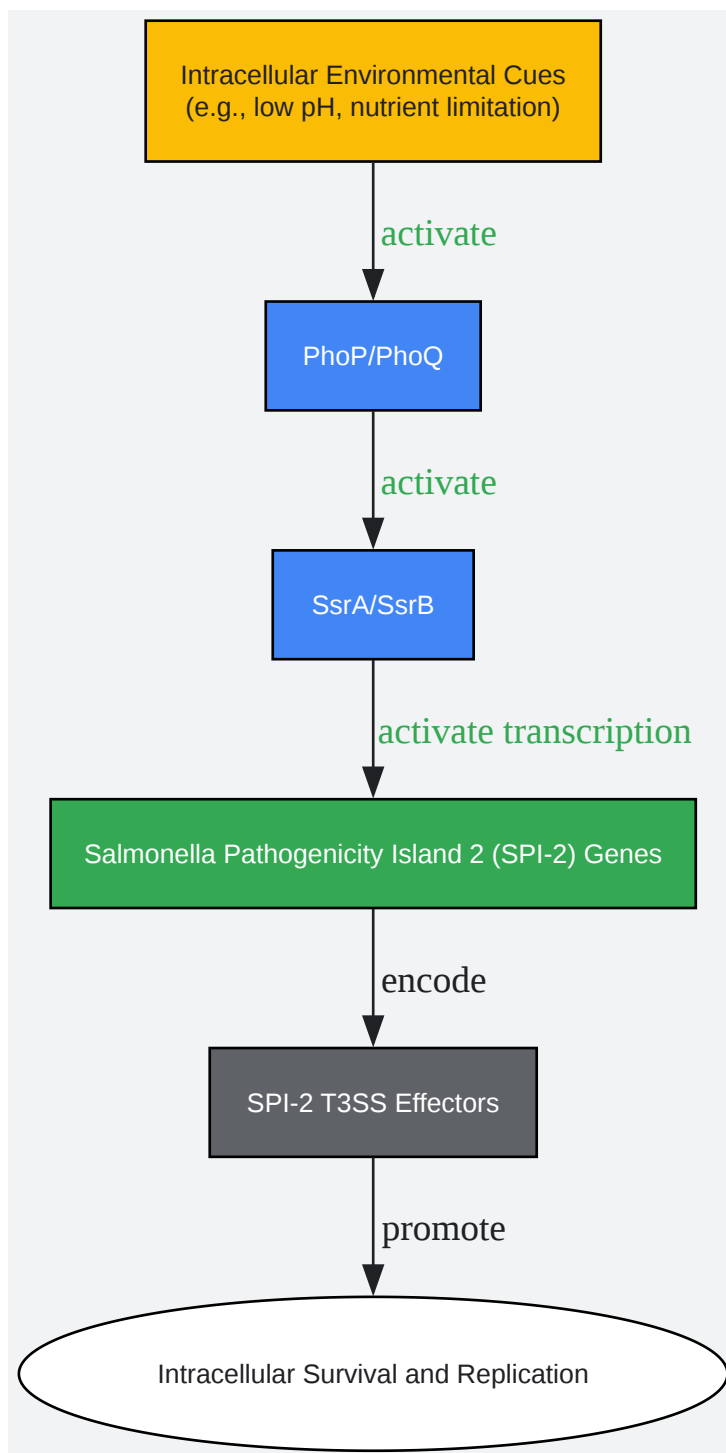 Intracellular Environmental Cues
(e.g., low pH, nutrient limitation)
activate
PhoP/PhoQ
activate
SsrA/SsrB
activate transcription
Salmonella Pathogenicity Island 2 (SPI-2) Genes
encode
SPI-2 T3SS Effectors
promote
Intracellular Survival and Replication